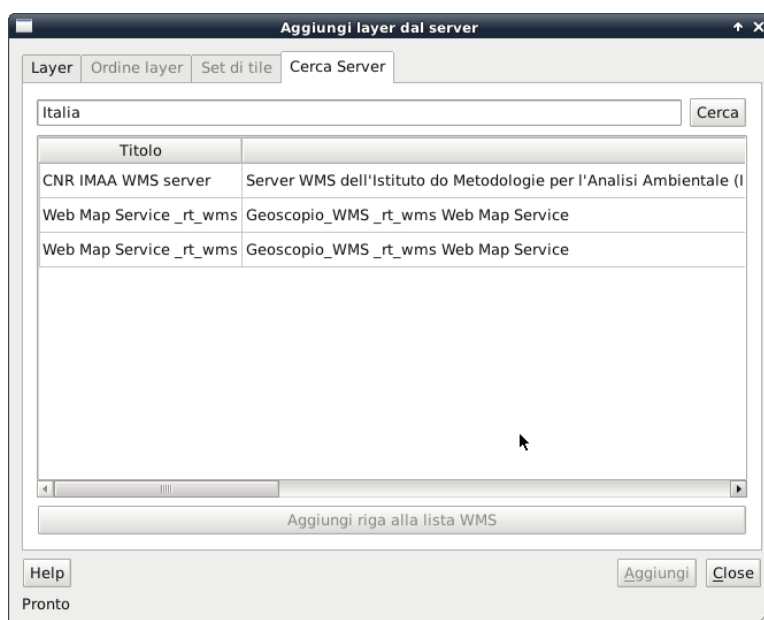 Aggiungi layer dal server
Layer Ordine layer Set di tile Cerca Server
Italia Cerca
Titolo
CNR IMAA WMS server Server WMS dell'Istituto do Metodologie per l'Analisi Ambientale (I
Web Map Service _rt_wms Geoscopio_WMS _rt_wms Web Map Service
Web Map Service _rt_wms Geoscopio_WMS _rt_wms Web Map Service
Aggiungi riga alla lista WMS
Help Aggiungi Close
Pronto